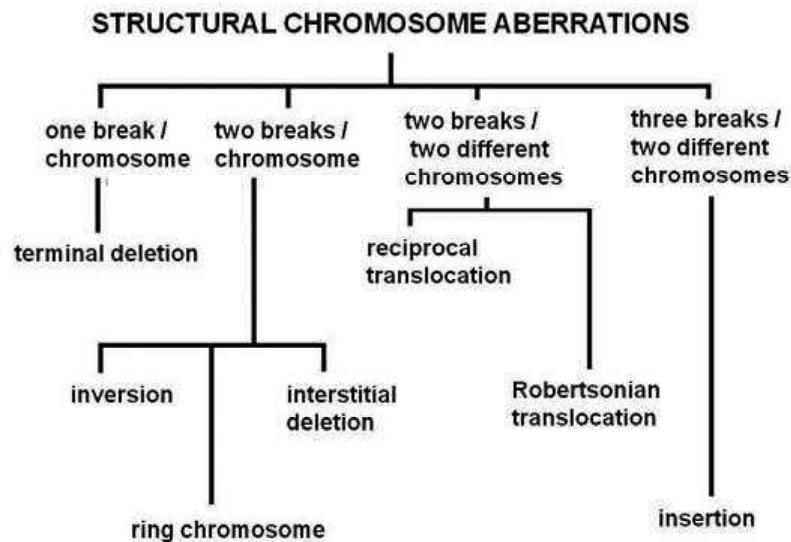 STRUCTURAL CHROMOSOME ABERRATIONS
one break /
chromosome
two breaks /
chromosome
two breaks /
two different
chromosomes
three breaks /
two different
chromosomes
terminal deletion
reciprocal
translocation
inversion
interstitial
deletion
Robertsonian
translocation
ring chromosome
insertion